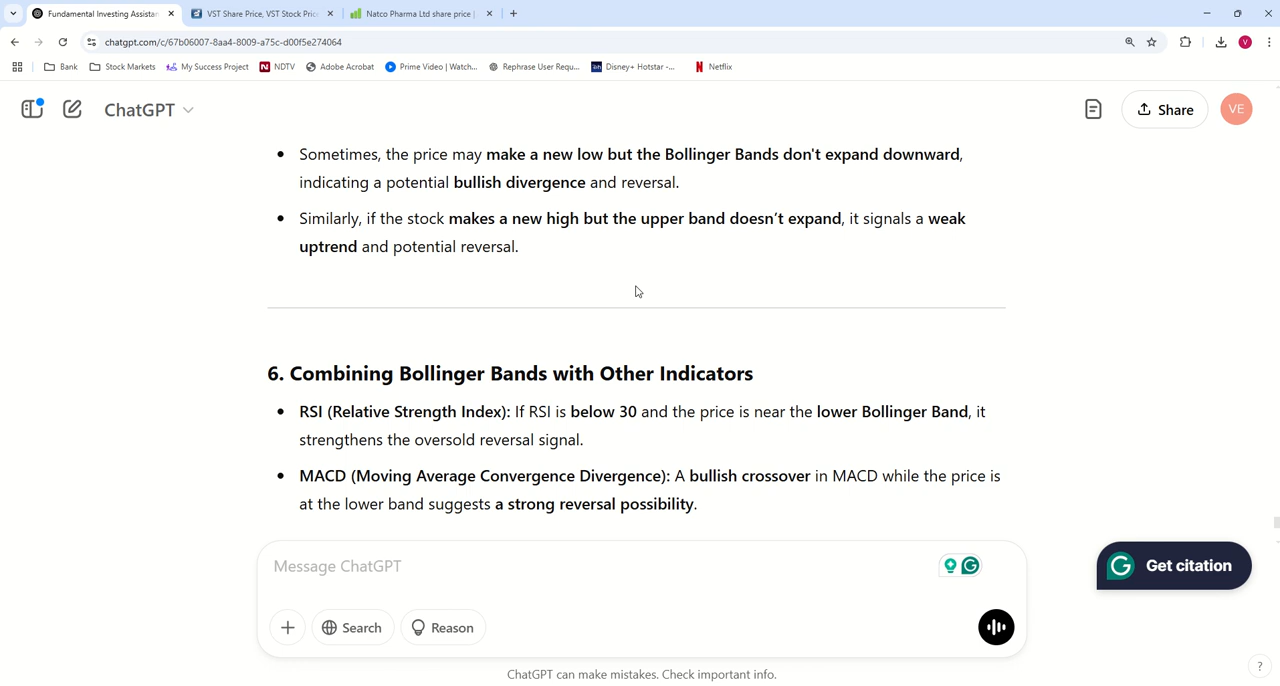 Fundamental Investing Assistan
VST Share Price, VST Stock Price
Natco Pharma Ltd share price |
chatgpt.com/c/67b06007-8aa4-8009-a75c-d00f5e274064
V
Bank
Stock Markets
My Success Project
NDTV
Adobe Acrobat
Prime Video | Watch...
Rephrase User Requ...
Disney+ Hotstar -...
Netflix
ChatGPT
Share
VE
• Sometimes, the price may make a new low but the Bollinger Bands don't expand downward,
indicating a potential bullish divergence and reversal.
• Similarly, if the stock makes a new high but the upper band doesn’t expand, it signals a weak
uptrend and potential reversal.
6. Combining Bollinger Bands with Other Indicators
• RSI (Relative Strength Index): If RSI is below 30 and the price is near the lower Bollinger Band, it
strengthens the oversold reversal signal.
• MACD (Moving Average Convergence Divergence): A bullish crossover in MACD while the price is
at the lower band suggests a strong reversal possibility.
Message ChatGPT
Get citation
Search
Reason
ChatGPT can make mistakes. Check important info.
?